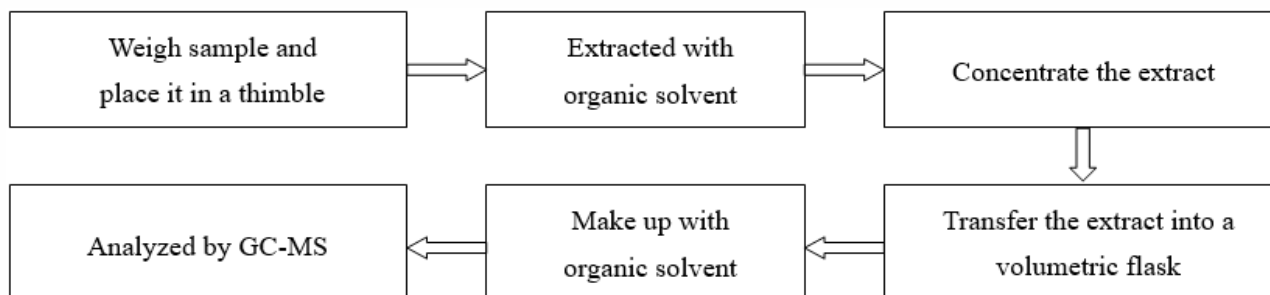 Weigh sample and
place it in a thimble
Extracted with
organic solvent
Concentrate the extract
Transfer the extract into a
volumetric flask
Make up with
organic solvent
Analyzed by GC-MS